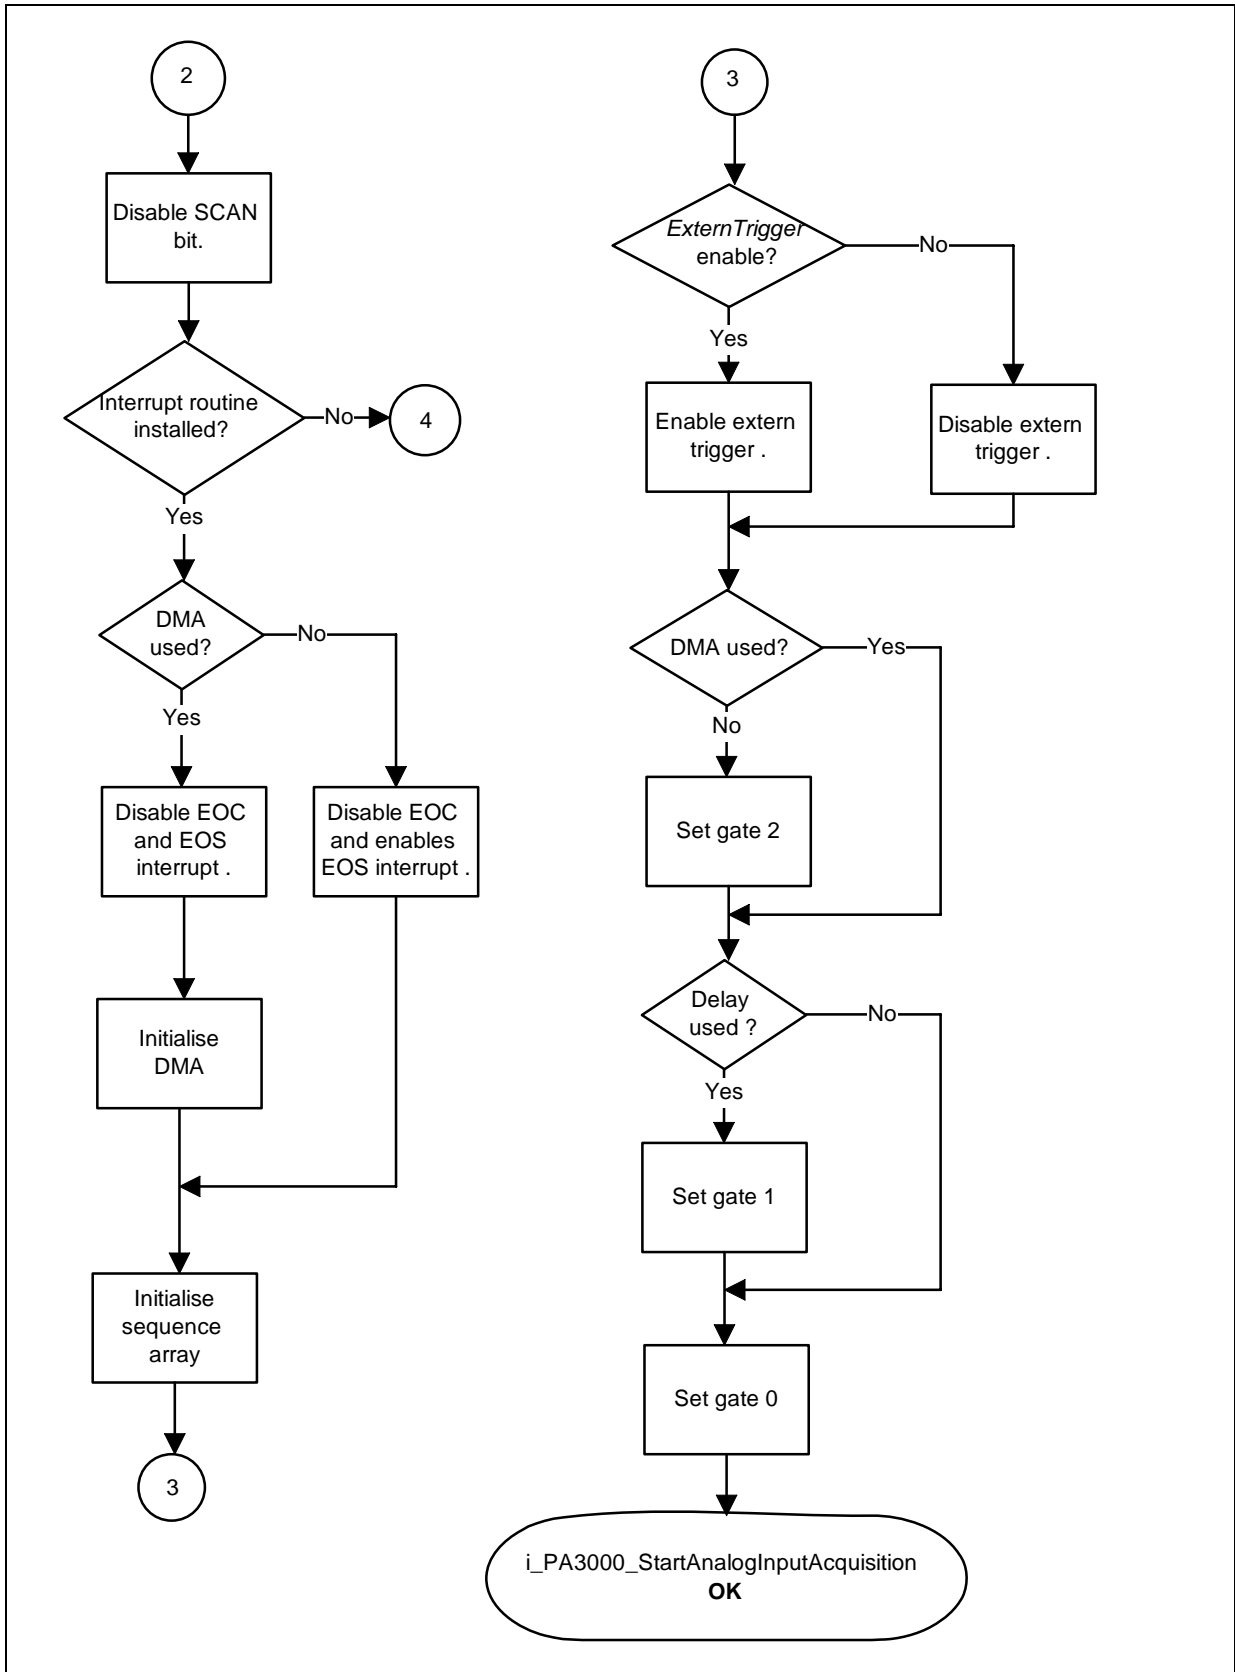 2
Disable SCAN
bit.
Interrupt routine
installed?
No
4
Yes
DMA
used?
No
Yes
Disable EOC
and EOS
interrupt .
Disable EOC
and enables
EOS interrupt .
Initialise
DMA
Initialise
sequence
array
3
3
ExternTrigger
enable?
No
Yes
Enable extern
trigger .
Disable extern
trigger .
DMA used?
Yes
No
Set gate 2
Delay
used ?
No
Yes
Set gate 1
Set gate 0
i_PA3000_StartAnalogInputAcquisition
OK